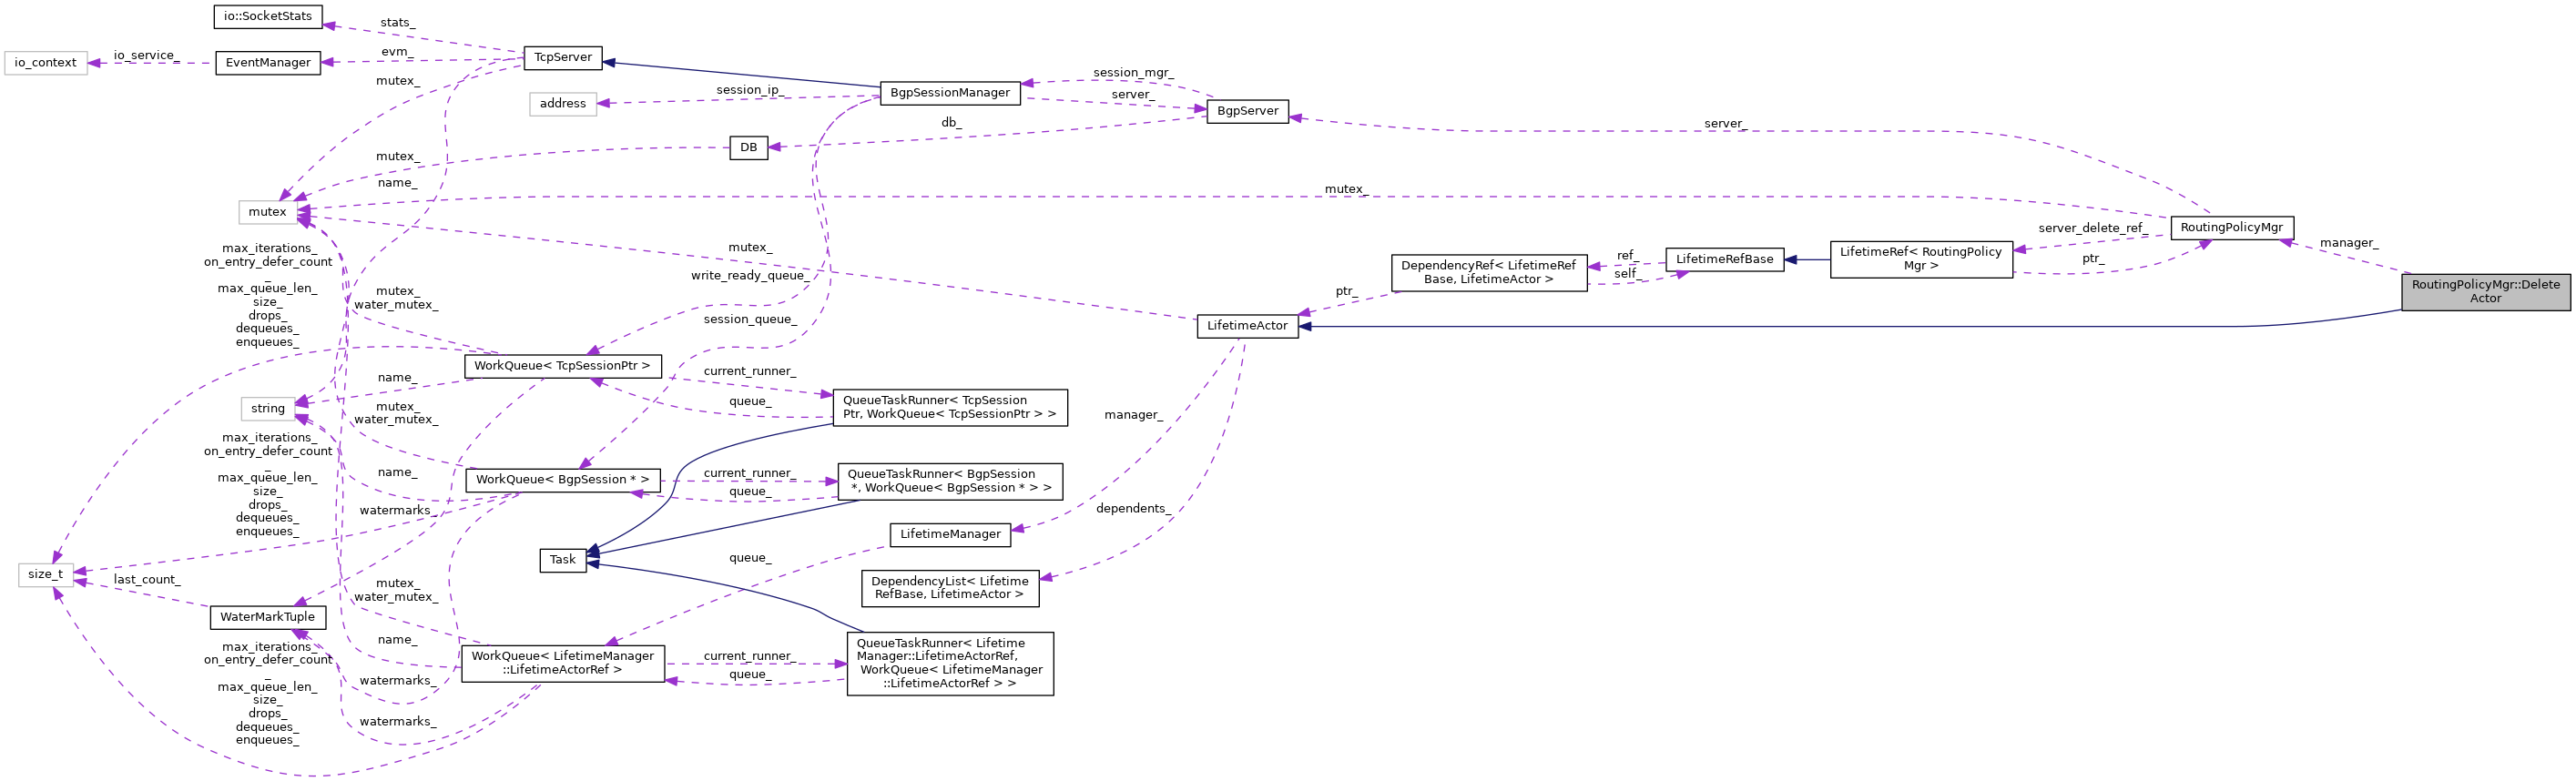 io::SocketStats
stats_
io_context
io_service_
EventManager
evm_
TcpServer
mutex_
address
session_ip_
BgpSessionManager
session_mgr_
server_
BgpServer
db_
DB
server_
mutex_
name_
mutex
mutex_
RoutingPolicyMgr
server_delete_ref_
ptr_
manager_
RoutingPolicyMgr::Delete
Actor
LifetimeRef< RoutingPolicy
Mgr >
LifetimeRefBase
ref_
self_
DependencyRef< LifetimeRef
Base, LifetimeActor >
ptr_
LifetimeActor
mutex_
write_ready_queue_
session_queue_
max_iterations_
on_entry_defer_count
_
max_queue_len_
size_
drops_
dequeues_
enqueues_
mutex_
water_mutex_
WorkQueue< TcpSessionPtr >
name_
current_runner_
queue_
QueueTaskRunner< TcpSession
Ptr, WorkQueue< TcpSessionPtr > >
string
mutex_
water_mutex_
manager_
max_iterations_
on_entry_defer_count
_
max_queue_len_
size_
drops_
dequeues_
enqueues_
name_
WorkQueue< BgpSession * >
current_runner_
queue_
QueueTaskRunner< BgpSession
*, WorkQueue< BgpSession * > >
watermarks_
dependents_
LifetimeManager
Task
queue_
size_t
last_count_
DependencyList< Lifetime
RefBase, LifetimeActor >
WaterMarkTuple
mutex_
water_mutex_
name_
max_iterations_
on_entry_defer_count
_
max_queue_len_
size_
drops_
dequeues_
enqueues_
WorkQueue< LifetimeManager
::LifetimeActorRef >
current_runner_
queue_
QueueTaskRunner< Lifetime
Manager::LifetimeActorRef,
WorkQueue< LifetimeManager
::LifetimeActorRef > >
watermarks_
watermarks_